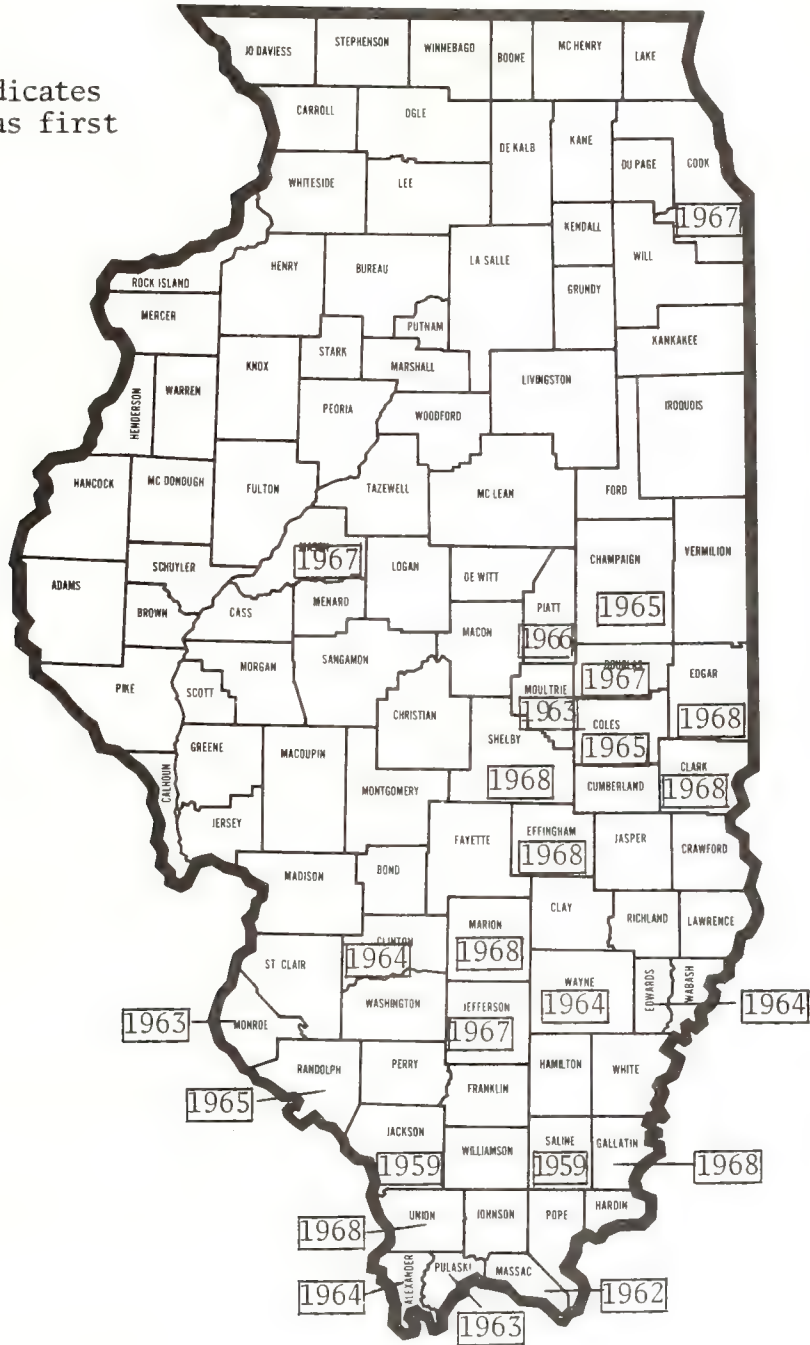 dicates
as first
JO DAVIESS
STEPHENSON
WINNEBAGO
BOONE
MC HENRY
LAKE
CARROLL
OGLE
DE KALB
KANE
DU PAGE
COOK
1967
WHITESIDE
LEE
KENDALL
WILL
ROCK ISLAND
HENRY
BUREAU
LA SALLE
GRUNDY
MERCER
PUTNAM
KANKAKEE
KNOX
STARK
MARSHALL
HENDERSON
WARREN
PEORIA
WOODFORD
LIVINGSTON
IROQUOIS
HANCOCK
MC DONOUGH
FULTON
TAZEWELL
MC LEAN
FORD
1967
ADAMS
SCHUYLER
LOGAN
DE WITT
CHAMPAIGN
1965
VERMILION
BROWN
CASS
MENARD
MACON
PIATT
1966
PIKE
SCOTT
MORGAN
SANGAMON
CHRISTIAN
MOULTRIE
1963
DOUGLAS
1967
EDGAR
1968
CALHOUN
GREENE
MACOUPIN
MONTGOMERY
SHELBY
1968
COLES
1965
CUMBERLAND
CLARK
1968
JERSEY
FAYETTE
EFFINGHAM
1968
JASPER
CRAWFORD
MADISON
BOND
CLAY
RICHLAND
LAWRENCE
ST CLAIR
CLINTON
1964
MARION
1968
WAYNE
1964
EDWARDS
WABASH
1964
1963
MONROE
WASHINGTON
JEFFERSON
1967
RANDOLPH
1965
PERRY
FRANKLIN
HAMILTON
WHITE
JACKSON
1959
WILLIAMSON
SALINE
1959
GALLATIN
1968
1968
UNION
JOHNSON
POPE
HARDIN
1964
ALEXANDER
PULASKI
1963
MASSAC
1962